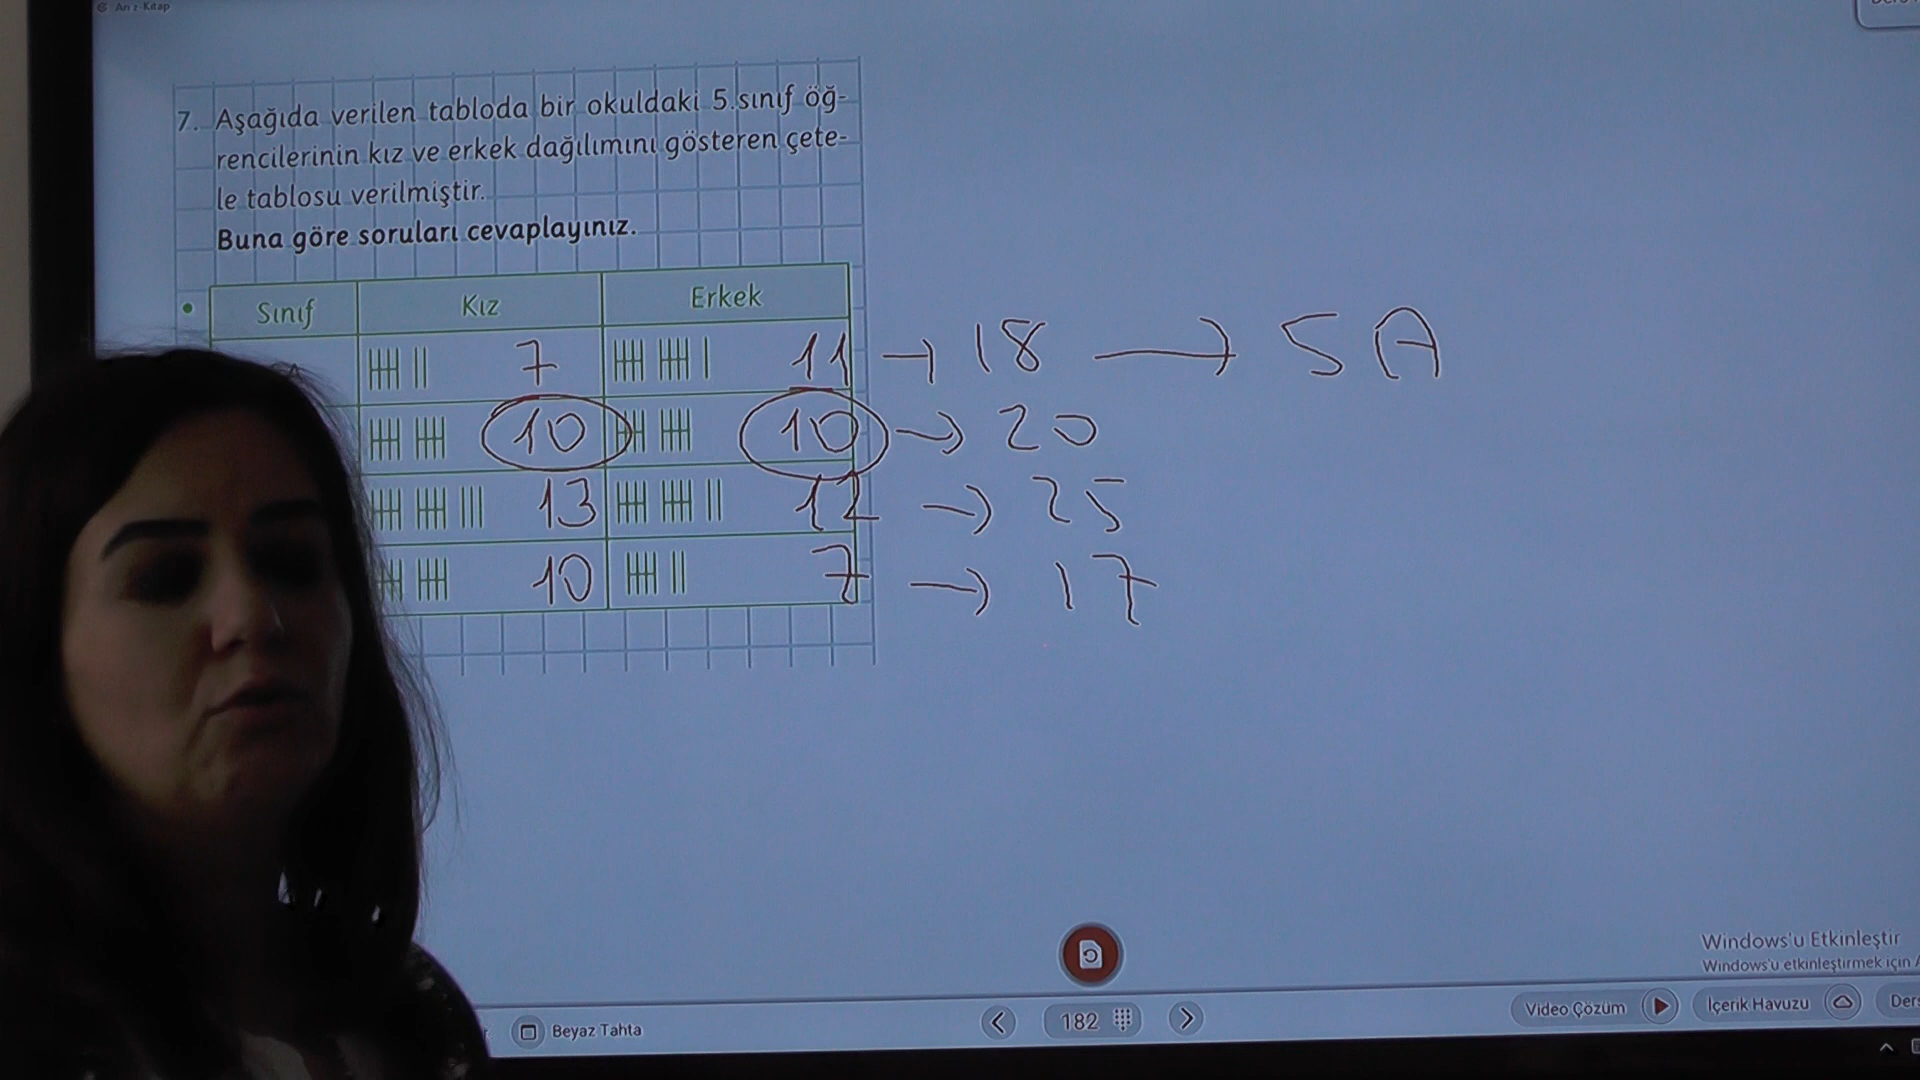 An z-Kitap
7. Aşağıda verilen tabloda bir okuldaki 5.sınıf öğ-
rencilerinin kız ve erkek dağılımını gösteren çete-
le tablosu verilmiştir.
Buna göre soruları cevaplayınız.
Sınıf Kız Erkek
7 11 → 18 → 5A
10 10 → 20
13 12 → 25
10 7 → 17
Windows'u Etkinleştir
Windows'u etkinleştirmek için
Video Çözüm İçerik Havuzu Ders
Beyaz Tahta 182